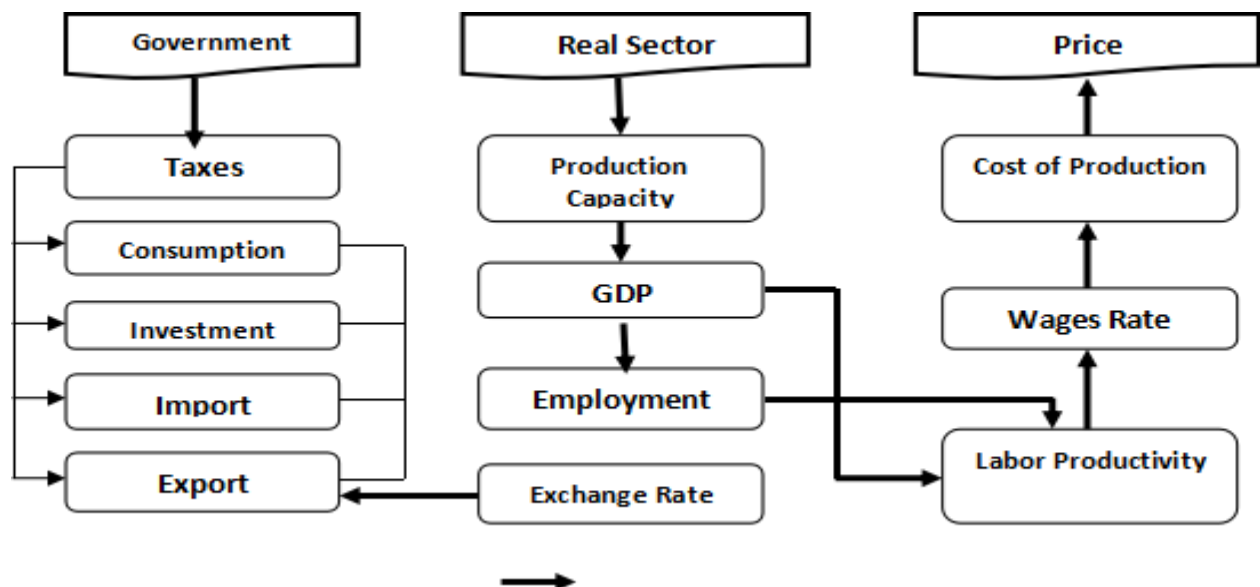 Government
Taxes
Consumption
Investment
Import
Export
Real Sector
Production
Capacity
GDP
Employment
Exchange Rate
Price
Cost of Production
Wages Rate
Labor Productivity